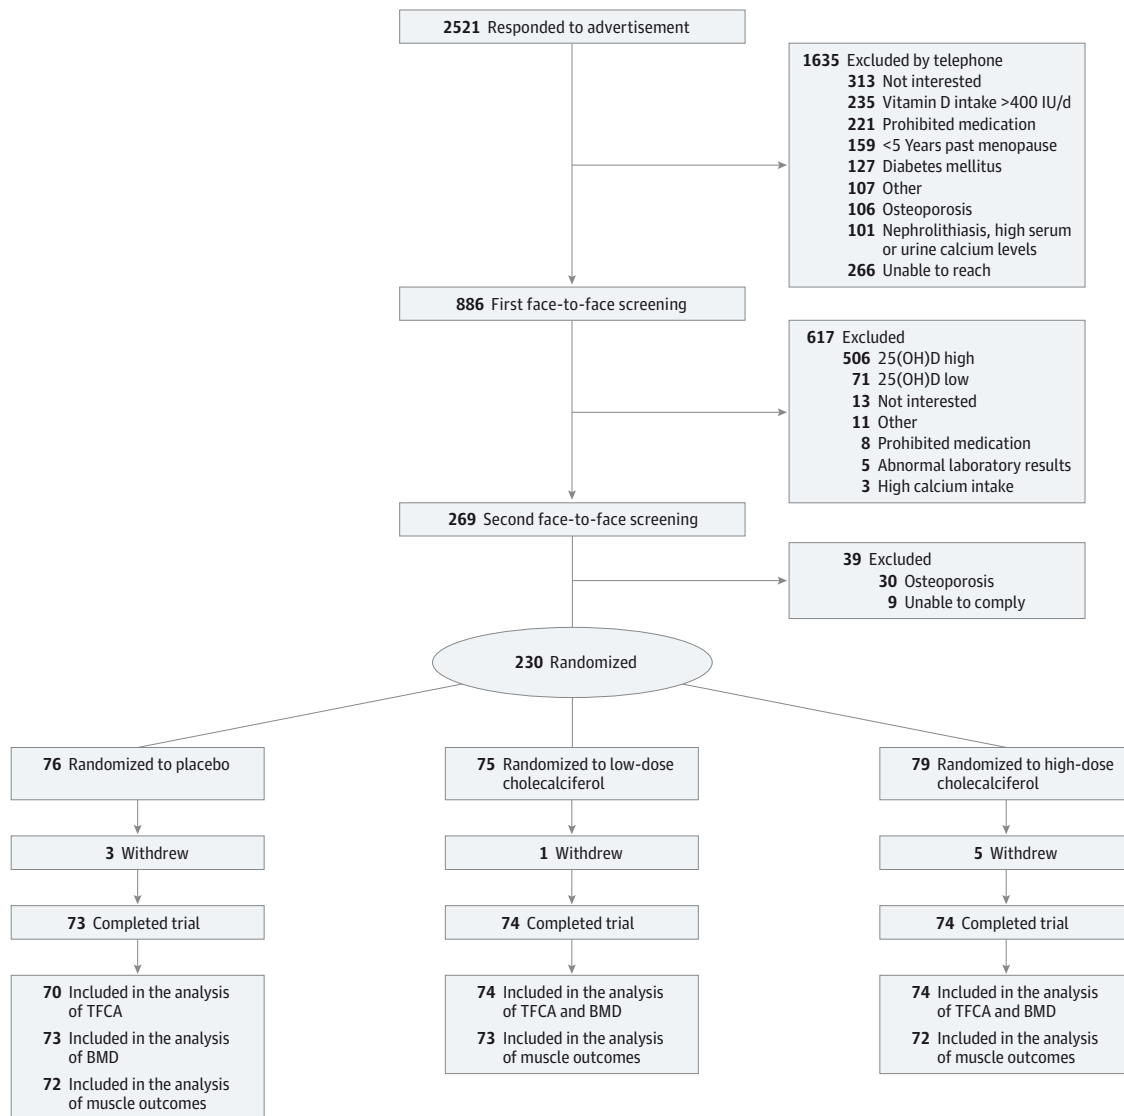 2521 Responded to advertisement
1635 Excluded by telephone
313 Not interested
235 Vitamin D intake >400 IU/d
221 Prohibited medication
159 <5 Years past menopause
127 Diabetes mellitus
107 Other
106 Osteoporosis
101 Nephrolithiasis, high serum
or urine calcium levels
266 Unable to reach
886 First face-to-face screening
617 Excluded
506 25(OH)D high
71 25(OH)D low
13 Not interested
11 Other
8 Prohibited medication
5 Abnormal laboratory results
3 High calcium intake
269 Second face-to-face screening
39 Excluded
30 Osteoporosis
9 Unable to comply
230 Randomized
76 Randomized to placebo
75 Randomized to low-dose
cholecalciferol
79 Randomized to high-dose
cholecalciferol
3 Withdrew
1 Withdrew
5 Withdrew
73 Completed trial
74 Completed trial
74 Completed trial
70 Included in the analysis
of TFCA
73 Included in the analysis
of BMD
72 Included in the analysis
of muscle outcomes
74 Included in the analysis
of TFCA and BMD
73 Included in the analysis
of muscle outcomes
74 Included in the analysis
of TFCA and BMD
72 Included in the analysis
of muscle outcomes